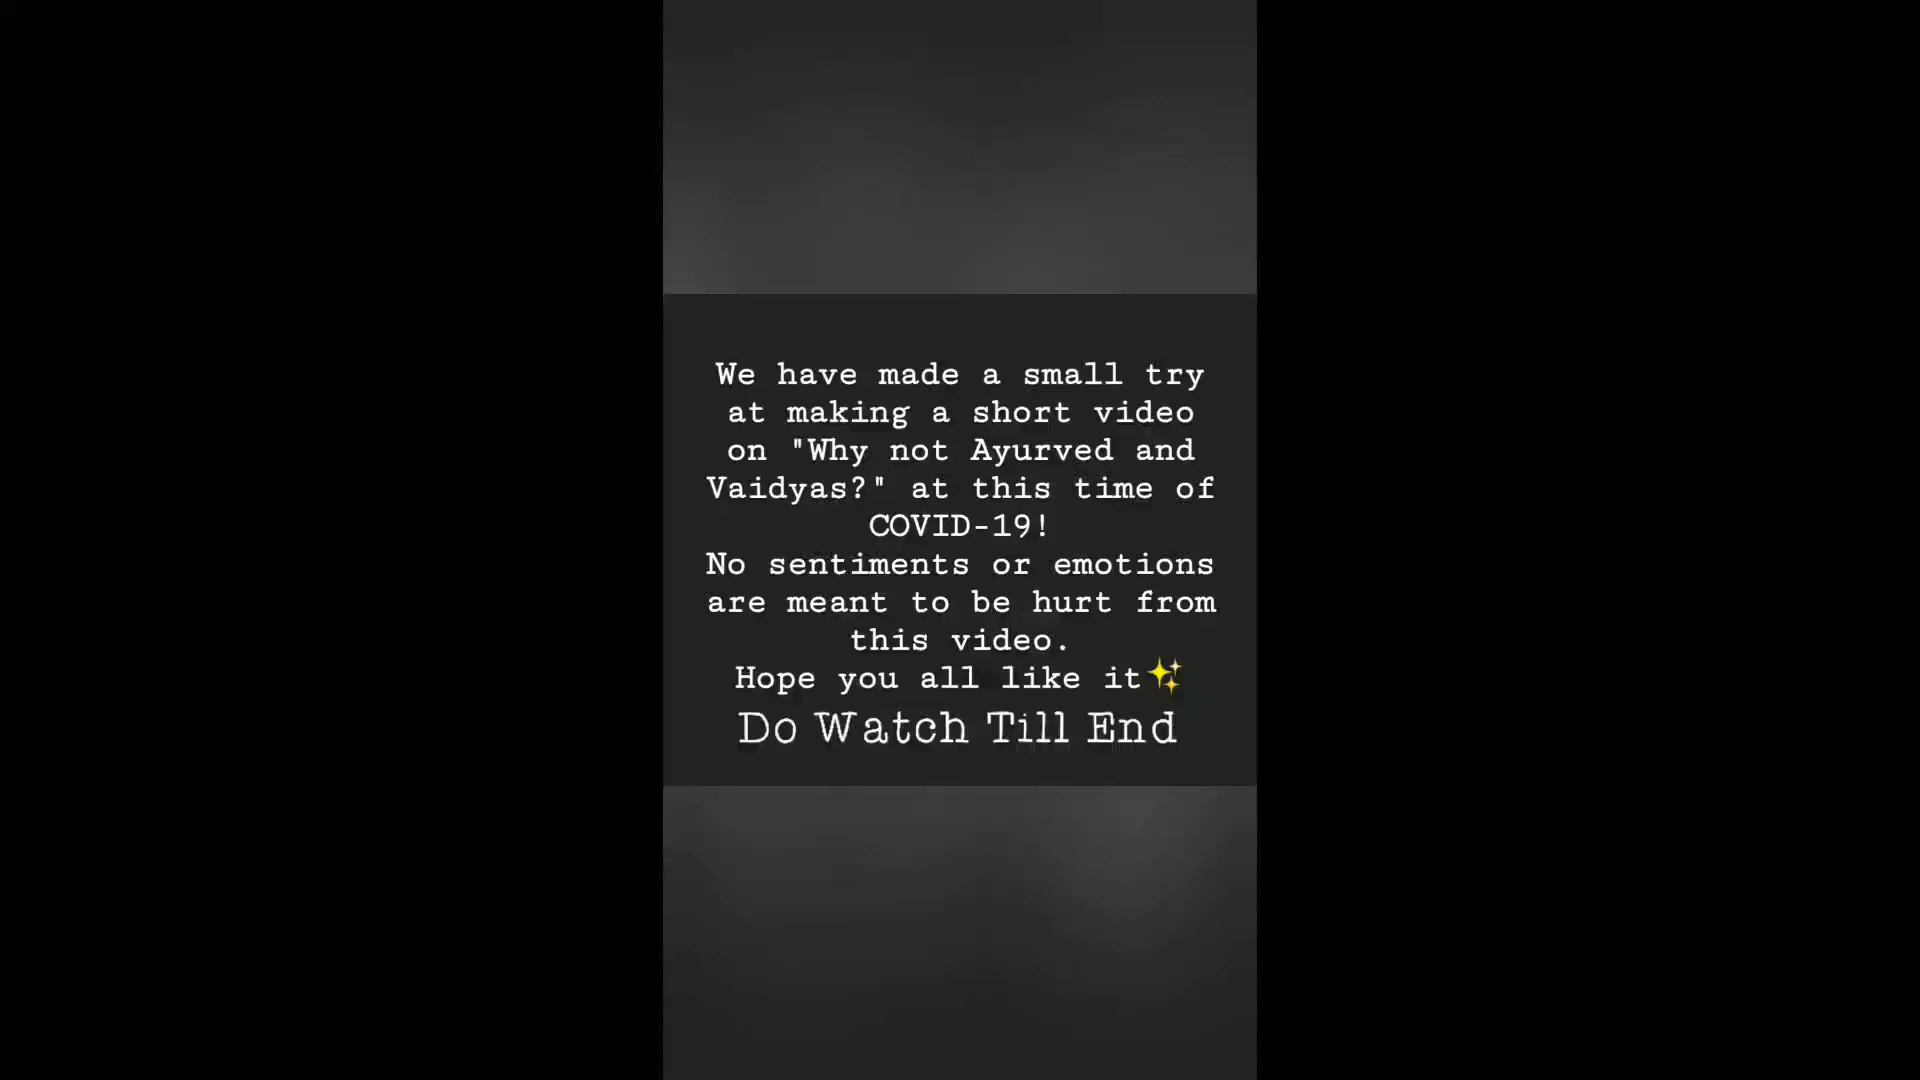 We have made a small try
at making a short video
on "Why not Ayurved and
Vaidyas?" at this time of
COVID-19!
No sentiments or emotions
are meant to be hurt from
this video.
Hope you all like it✨
Do Watch Till End